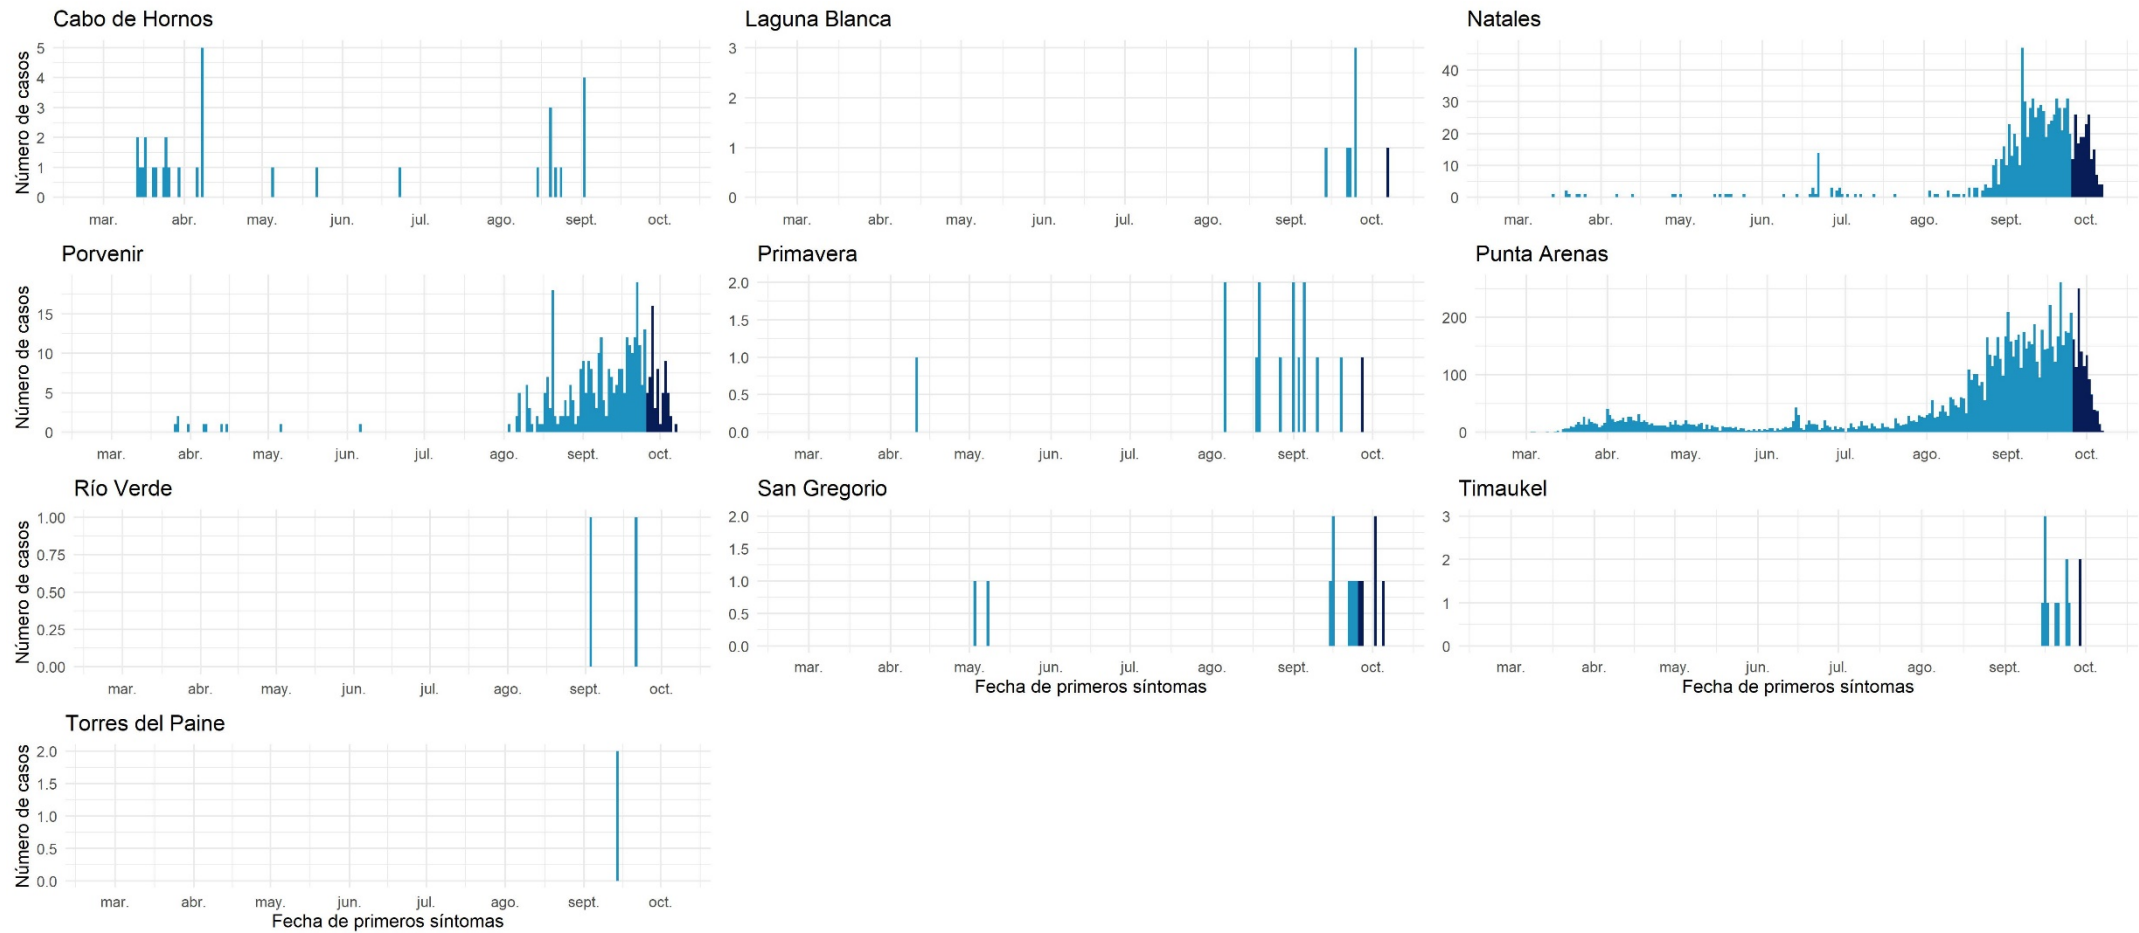 Cabo de Hornos
Número de casos
5
4
3
2
1
0
mar. abr. may. jun. jul. ago. sept. oct.
Laguna Blanca
3
2
1
0
mar. abr. may. jun. jul. ago. sept. oct.
Natales
40
30
20
10
0
mar. abr. may. jun. jul. ago. sept. oct.
Porvenir
Número de casos
15
10
5
0
mar. abr. may. jun. jul. ago. sept. oct.
Primavera
2.0
1.5
1.0
0.5
0.0
mar. abr. may. jun. jul. ago. sept. oct.
Punta Arenas
200
100
0
mar. abr. may. jun. jul. ago. sept. oct.
Río Verde
Número de casos
1.00
0.75
0.50
0.25
0.00
mar. abr. may. jun. jul. ago. sept. oct.
San Gregorio
2.0
1.5
1.0
0.5
0.0
mar. abr. may. jun. jul. ago. sept. oct.
Fecha de primeros síntomas
Timaukel
3
2
1
0
mar. abr. may. jun. jul. ago. sept. oct.
Fecha de primeros síntomas
Torres del Paine
Número de casos
2.0
1.5
1.0
0.5
0.0
mar. abr. may. jun. jul. ago. sept. oct.
Fecha de primeros síntomas